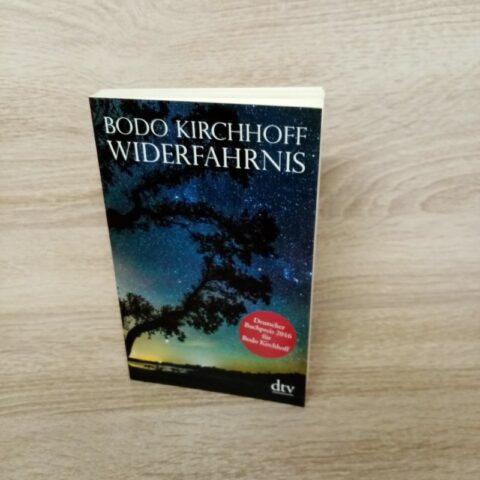 BODO KIRCHHOFF
WIDERFAHRNIS
Deutscher
Buchpreis 2016
für
Bodo Kirchhoff
dtv